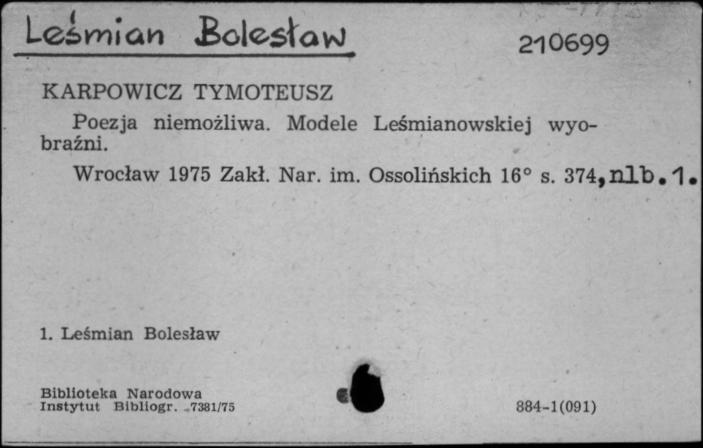 Leśmian Bolesław
210699
KARPOWICZ TYMOTEUSZ
Poezja niemożliwa. Modele Leśmianowskiej wyo-
braźni.
Wrocław 1975 Zakł. Nar. im. Ossolińskich 16° s. 374, nlb. 1.
1. Leśmian Bolesław
Biblioteka Narodowa
Instytut Bibliogr. 7381/75
884-1(091)